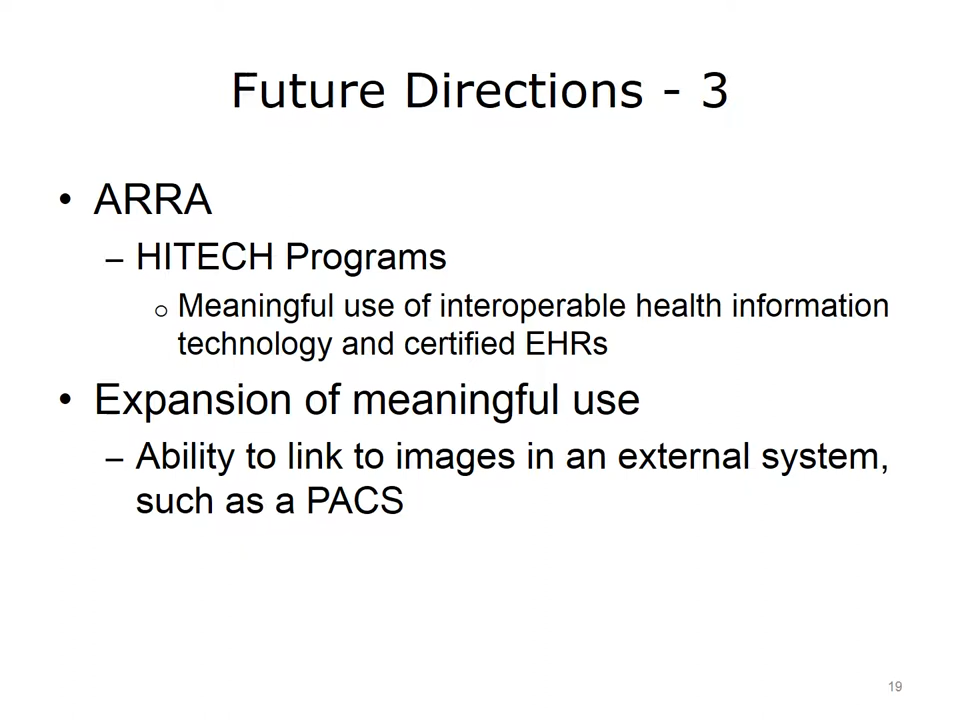 Future Directions - 3
• ARRA
– HITECH Programs
o Meaningful use of interoperable health information
technology and certified EHRs
• Expansion of meaningful use
– Ability to link to images in an external system,
such as a PACS
19